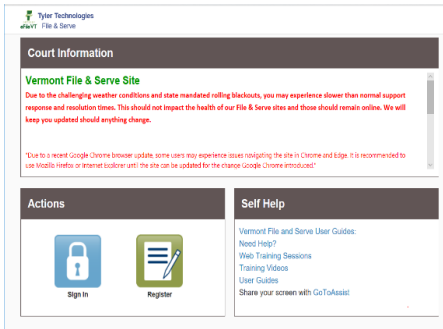 Tyler Technologies
eFileVT File & Serve
Court Information
Vermont File & Serve Site
Due to the challenging weather conditions and state mandated rolling blackouts, you may experience slower than normal support
response and resolution times. This should not impact the health of our File & Serve sites and those should remain online. We will
keep you updated should anything change.
"Due to a recent Google Chrome browser update, some users may experience issues navigating the site in Chrome and Edge. It is recommended to
use Mozilla Firefox or Internet Explorer until the site can be updated for the change Google Chrome introduced."
Actions
Sign In
Register
Self Help
Vermont File and Serve User Guides:
Need Help?
Web Training Sessions
Training Videos
User Guides
Share your screen with GoToAssist